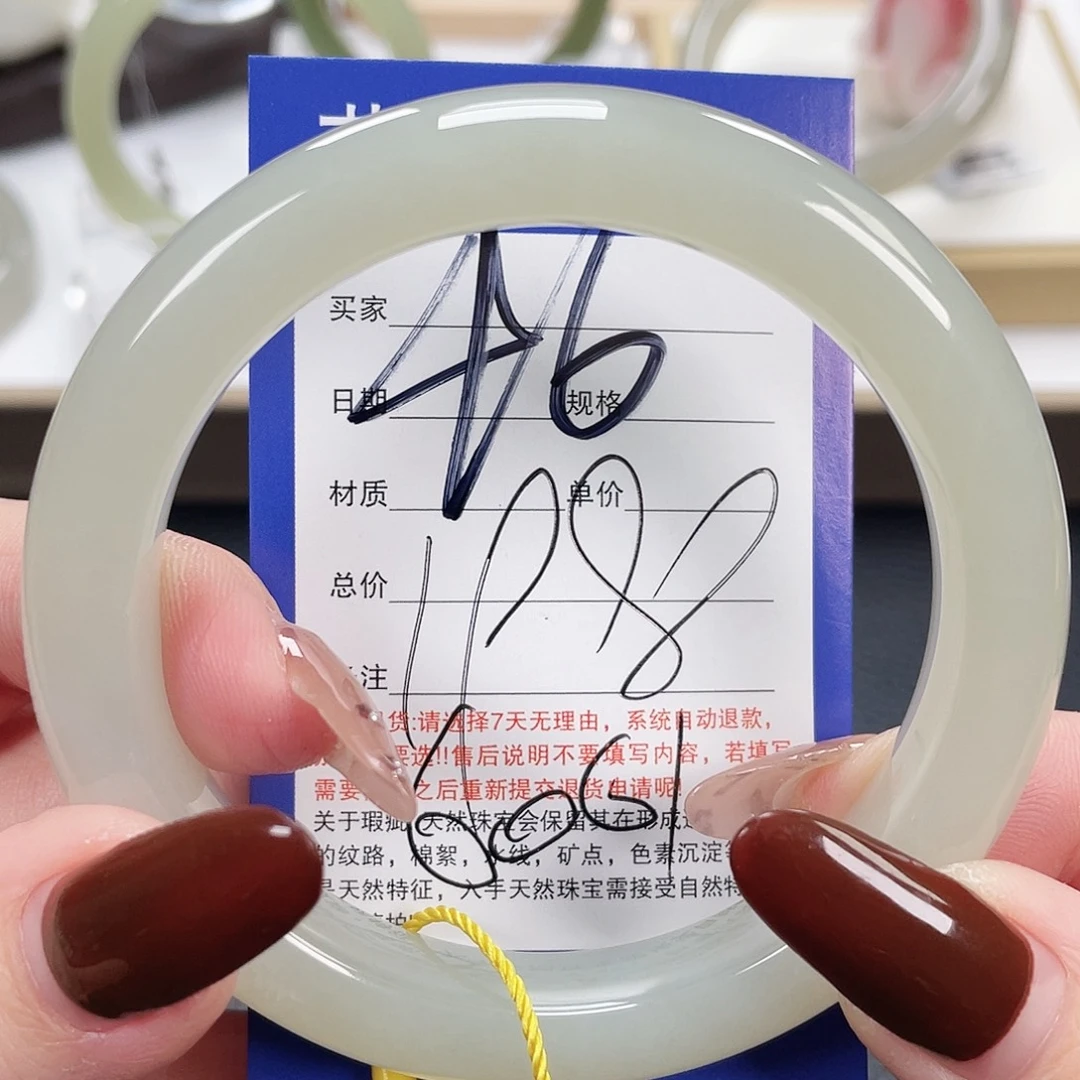 买家
日期 规格
材质 单价
总价
注
货:请选择7天无理由，系统自动退款，
要选!!售后说明不要填写内容，若填写
需要 之后重新提交退货申请呢
关于瑕疵 天然珠宝会保留其在形成
的纹路，棉絮，水线，矿点，色素沉淀
是天然特征，入手天然珠宝需接受自然特